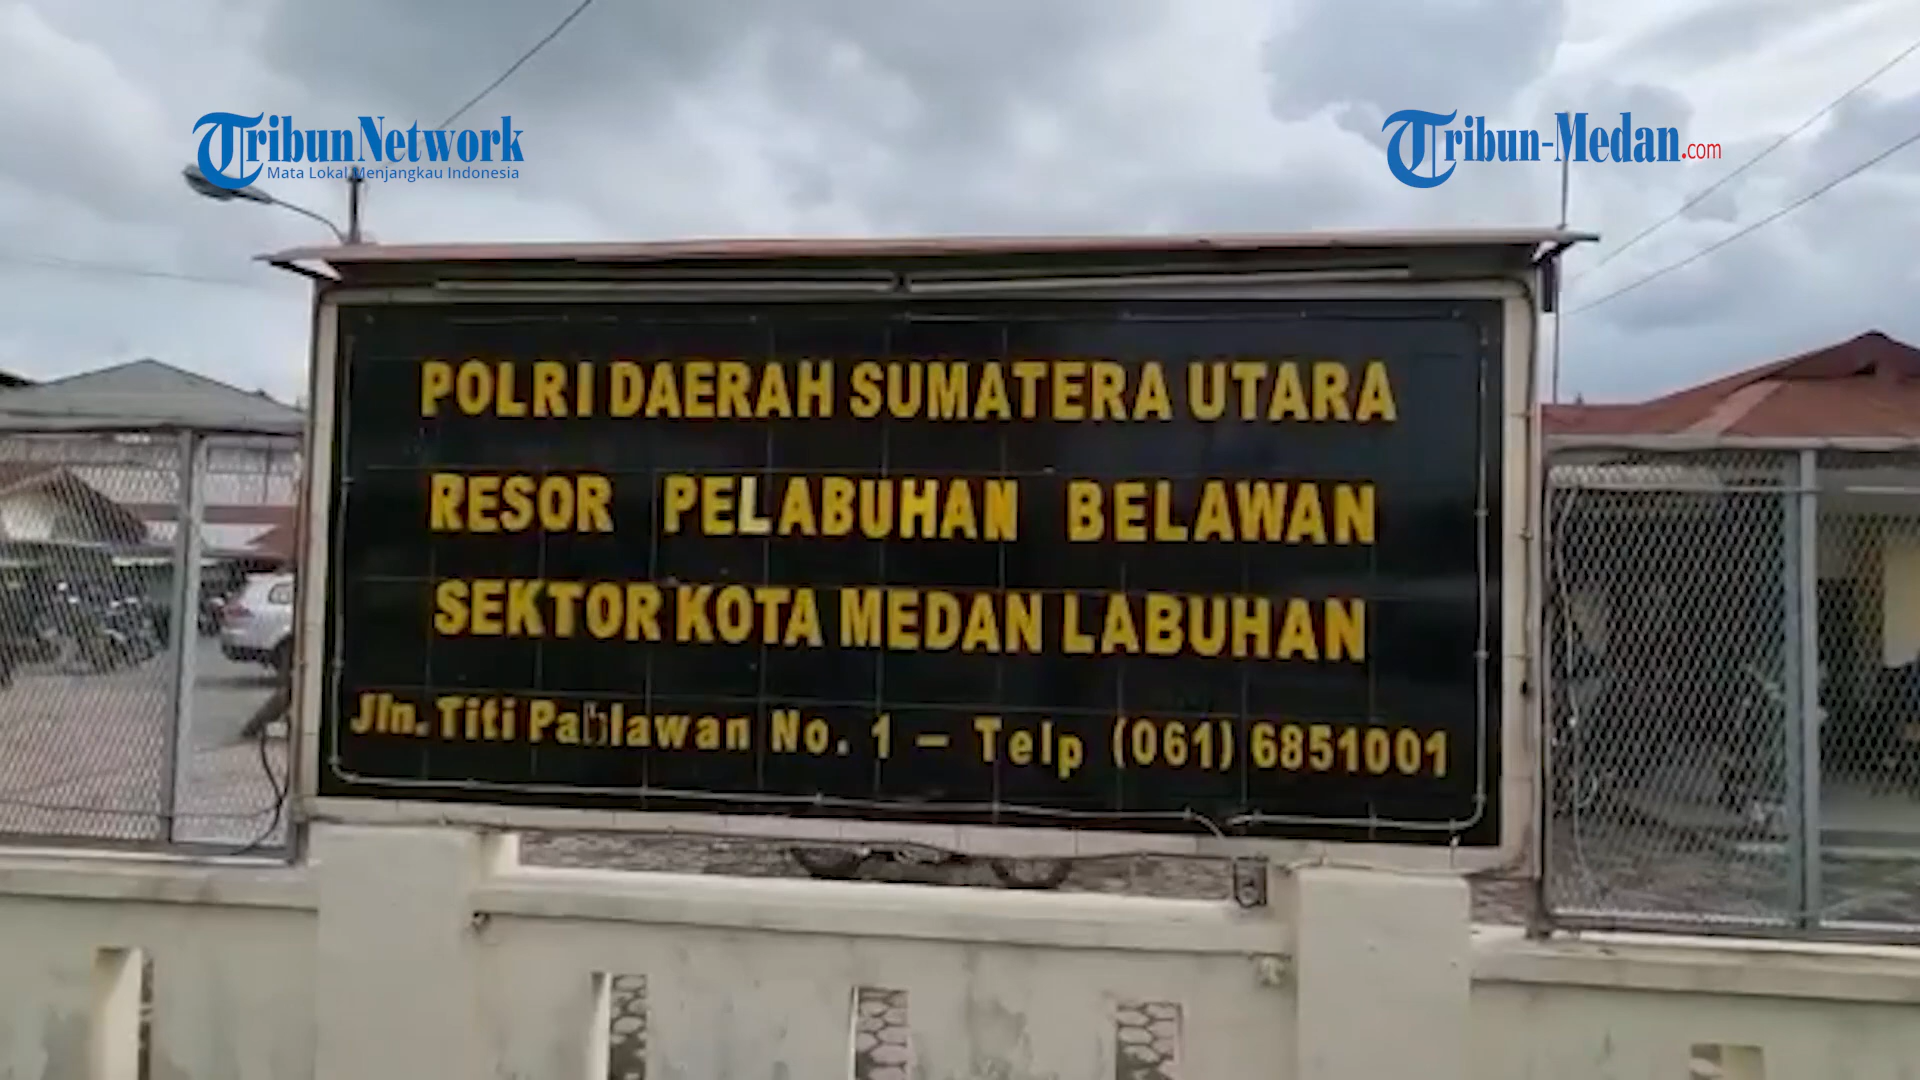 TribunNetwork
Mata Lokal Menjangkau Indonesia
Tribun-Medan.com
POLRI DAERAH SUMATERA UTARA
RESOR PELABUHAN BELAWAN
SEKTOR KOTA MEDAN LABUHAN
Jln. Titi Pahlawan No. 1 - Telp (061) 6851001